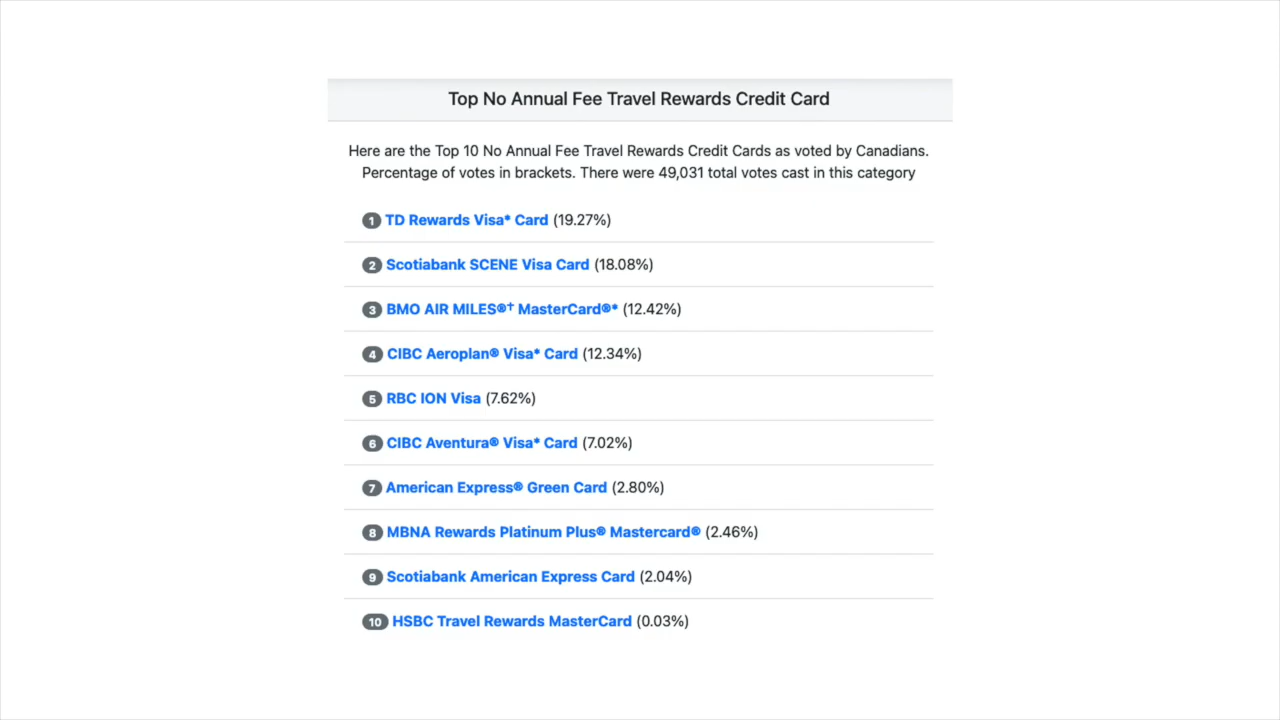 Top No Annual Fee Travel Rewards Credit Card
Here are the Top 10 No Annual Fee Travel Rewards Credit Cards as voted by Canadians.
Percentage of votes in brackets. There were 49,031 total votes cast in this category
1 TD Rewards Visa* Card (19.27%)
2 Scotiabank SCENE Visa Card (18.08%)
3 BMO AIR MILES®† MasterCard®* (12.42%)
4 CIBC Aeroplan® Visa* Card (12.34%)
5 RBC ION Visa (7.62%)
6 CIBC Aventura® Visa* Card (7.02%)
7 American Express® Green Card (2.80%)
8 MBNA Rewards Platinum Plus® Mastercard® (2.46%)
9 Scotiabank American Express Card (2.04%)
10 HSBC Travel Rewards MasterCard (0.03%)